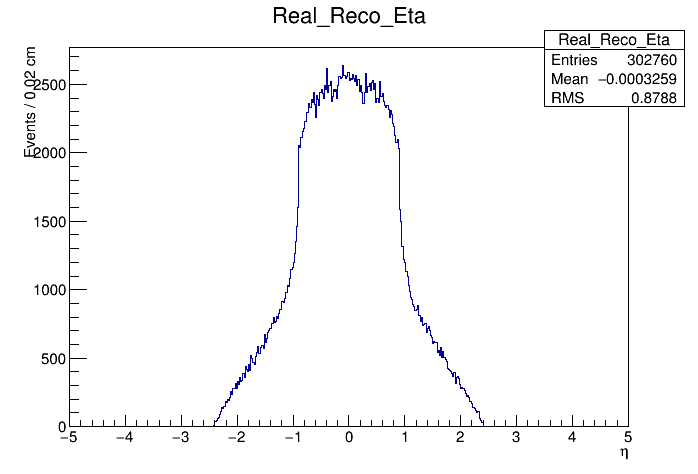 Real_Reco_Eta
Real_Reco_Eta
Entries 302760
Mean −0.0003259
RMS 0.8788
Events / 0.02 cm
2500
2000
1500
1000
500
0
−5 −4 −3 −2 −1 0 1 2 3 4 5
η